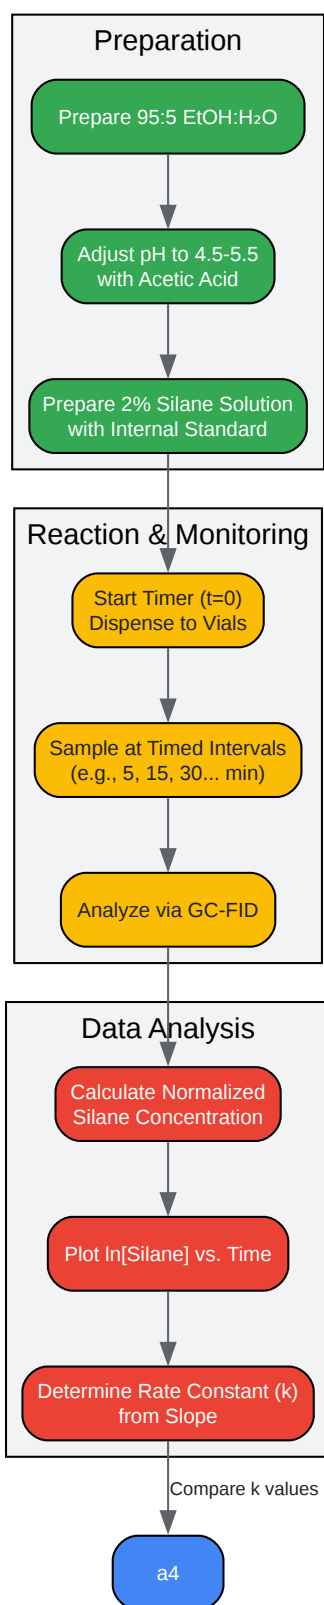 Preparation
Prepare 95:5 EtOH:H₂O
Adjust pH to 4.5-5.5
with Acetic Acid
Prepare 2% Silane Solution
with Internal Standard
Reaction & Monitoring
Start Timer (t=0)
Dispense to Vials
Sample at Timed Intervals
(e.g., 5, 15, 30... min)
Analyze via GC-FID
Data Analysis
Calculate Normalized
Silane Concentration
Plot ln[Silane] vs. Time
Determine Rate Constant (k)
from Slope
Compare k values
a4